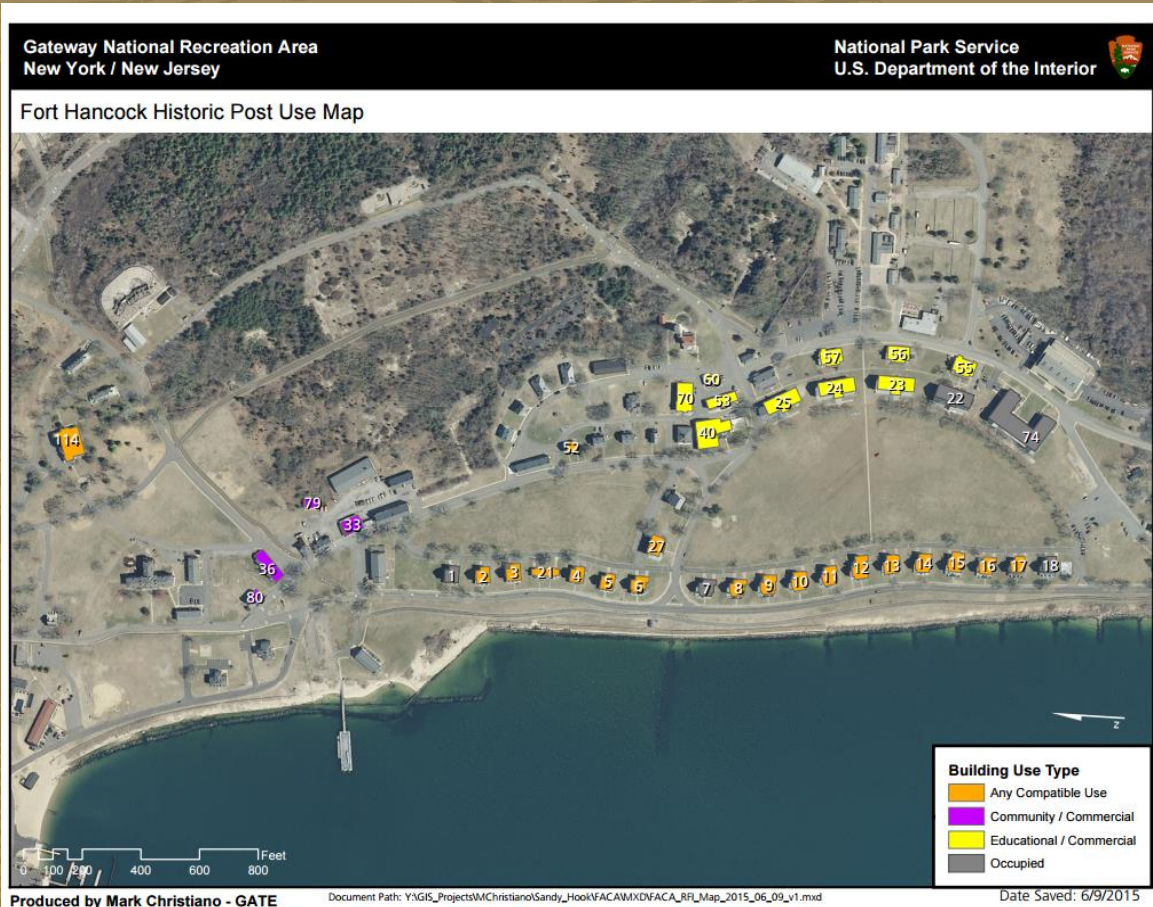 Gateway National Recreation Area
New York / New Jersey
National Park Service
U.S. Department of the Interior
Fort Hancock Historic Post Use Map
57
56
55
60
70
53
25
24
23
22
74
40
114
52
79
33
27
36
80
1
2
3
21
4
5
6
7
8
9
10
11
12
13
14
15
16
17
18
z
Building Use Type
Any Compatible Use
Community / Commercial
Educational / Commercial
Occupied
Feet
0 100 200 400 600 800
Produced by Mark Christiano - GATE
Document Path: Y:\GIS_Projects\MChristiano\Sandy_Hook\FACA\MXD\FACA_RFI_Map_2015_06_09_v1.mxd
Date Saved: 6/9/2015